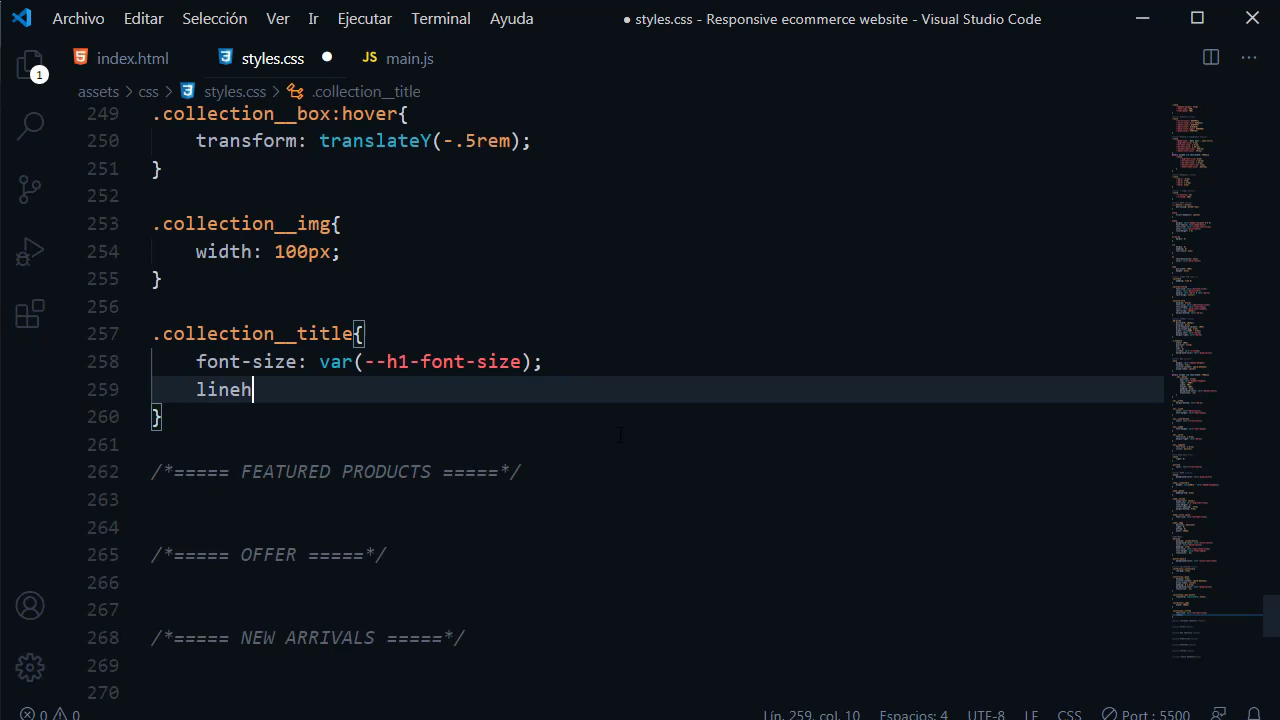 Archivo Editar Selección Ver Ir Ejecutar Terminal Ayuda ● styles.css - Responsive ecommerce website - Visual Studio Code
index.html styles.css ● JS main.js
1
assets > css > styles.css > .collection__title
249 .collection__box:hover{
250 transform: translateY(-.5rem);
251 }
252
253 .collection__img{
254 width: 100px;
255 }
256
257 .collection__title{
258 font-size: var(--h1-font-size);
259 lineh
260 }
261
262 /*===== FEATURED PRODUCTS =====*/
263
264
265 /*===== OFFER =====*/
266
267
268 /*===== NEW ARRIVALS =====*/
269
270
0 0 Lín. 259, col. 10 Espacios: 4 UTF-8 LF CSS Port : 5500